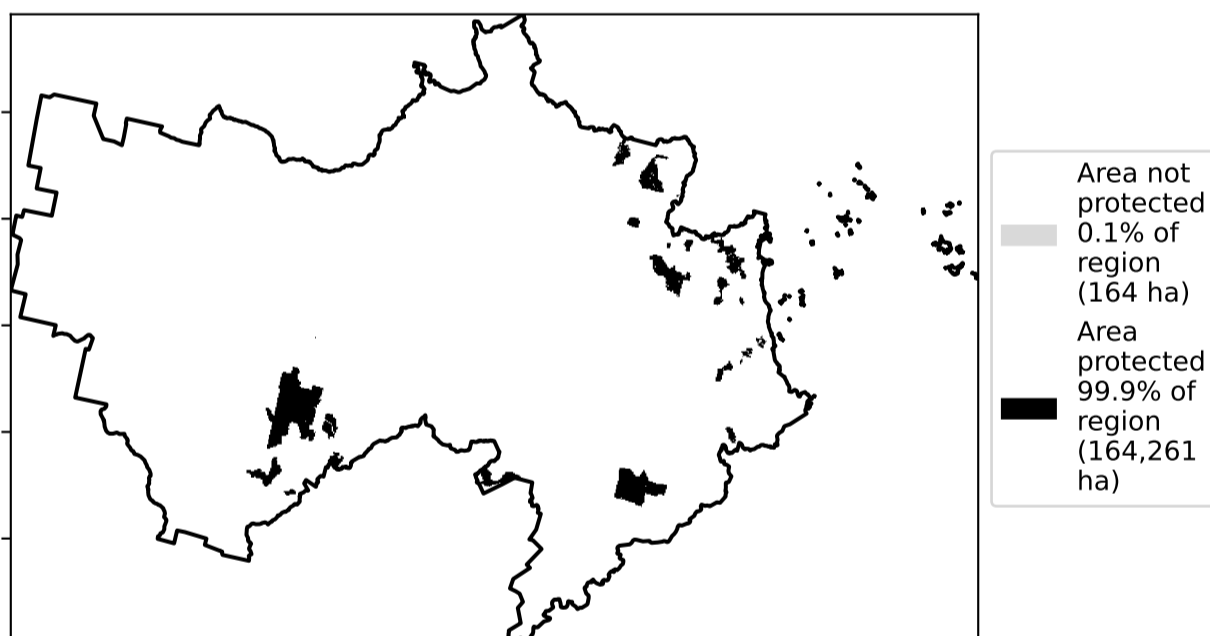 Area not
protected
0.1% of
region
(164 ha)
Area
protected
99.9% of
region
(164,261
ha)